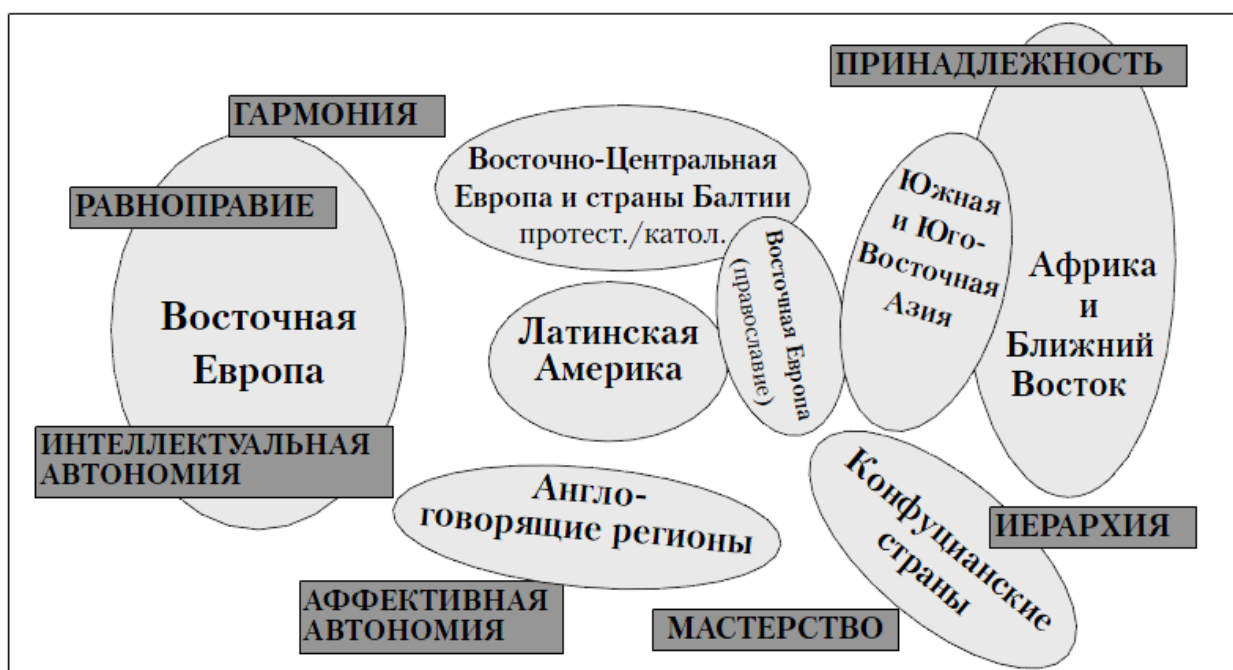 ПРИНАДЛЕЖНОСТЬ
ГАРМОНИЯ
Восточно-Центральная
Европа и страны Балтии
протест./катол.
РАВНОПРАВИЕ
Южная
и Юго-
Восточная
Азия
Восточная Европа
(православие)
Африка
и
Ближний
Восток
Восточная
Европа
Латинская
Америка
ИНТЕЛЛЕКТУАЛЬНАЯ
АВТОНОМИЯ
Англо-
говорящие регионы
Конфуцианские
страны
ИЕРАРХИЯ
АФФЕКТИВНАЯ
АВТОНОМИЯ
МАСТЕРСТВО